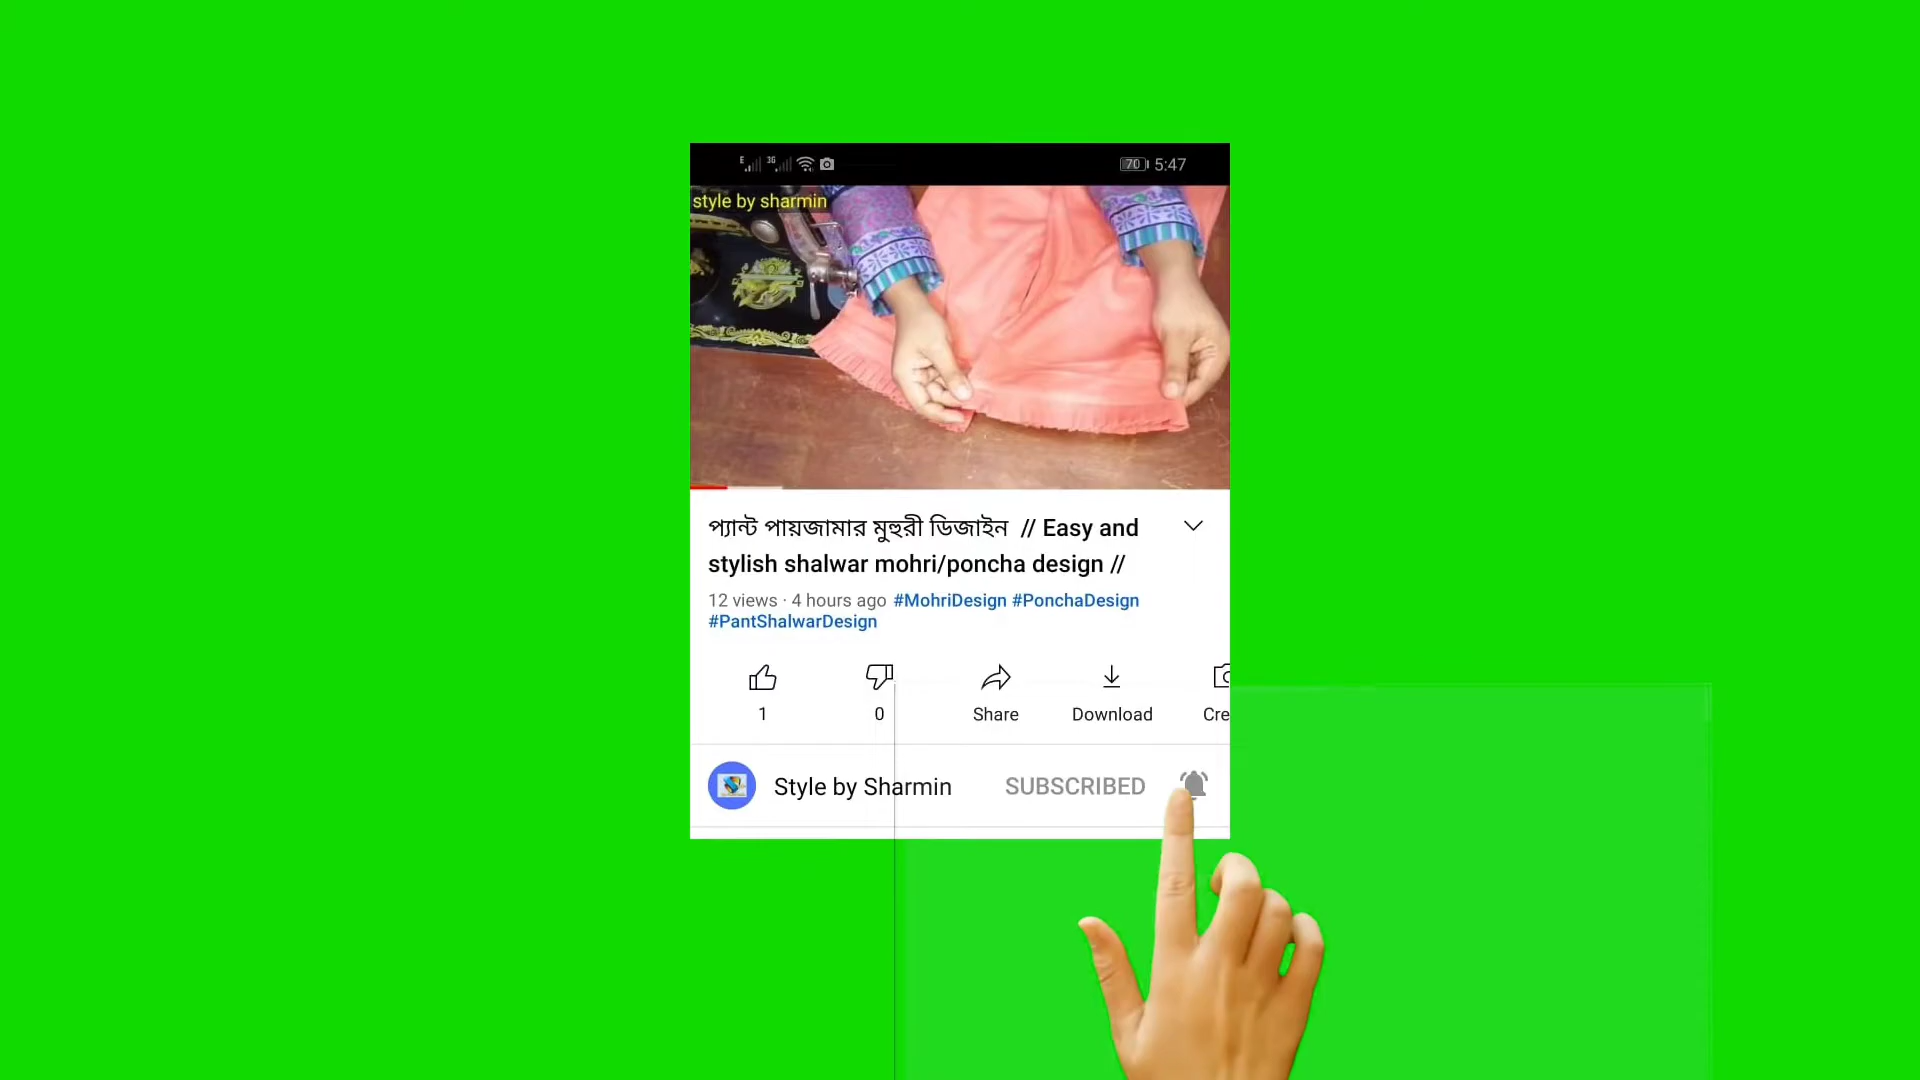 E 3G 70 5:47
style by sharmin
প্যান্ট পায়জামার মুহুরী ডিজাইন // Easy and
stylish shalwar mohri/poncha design //
12 views · 4 hours ago #MohriDesign #PonchaDesign
#PantShalwarDesign
1 0 Share Download Cre
Style by Sharmin SUBSCRIBED